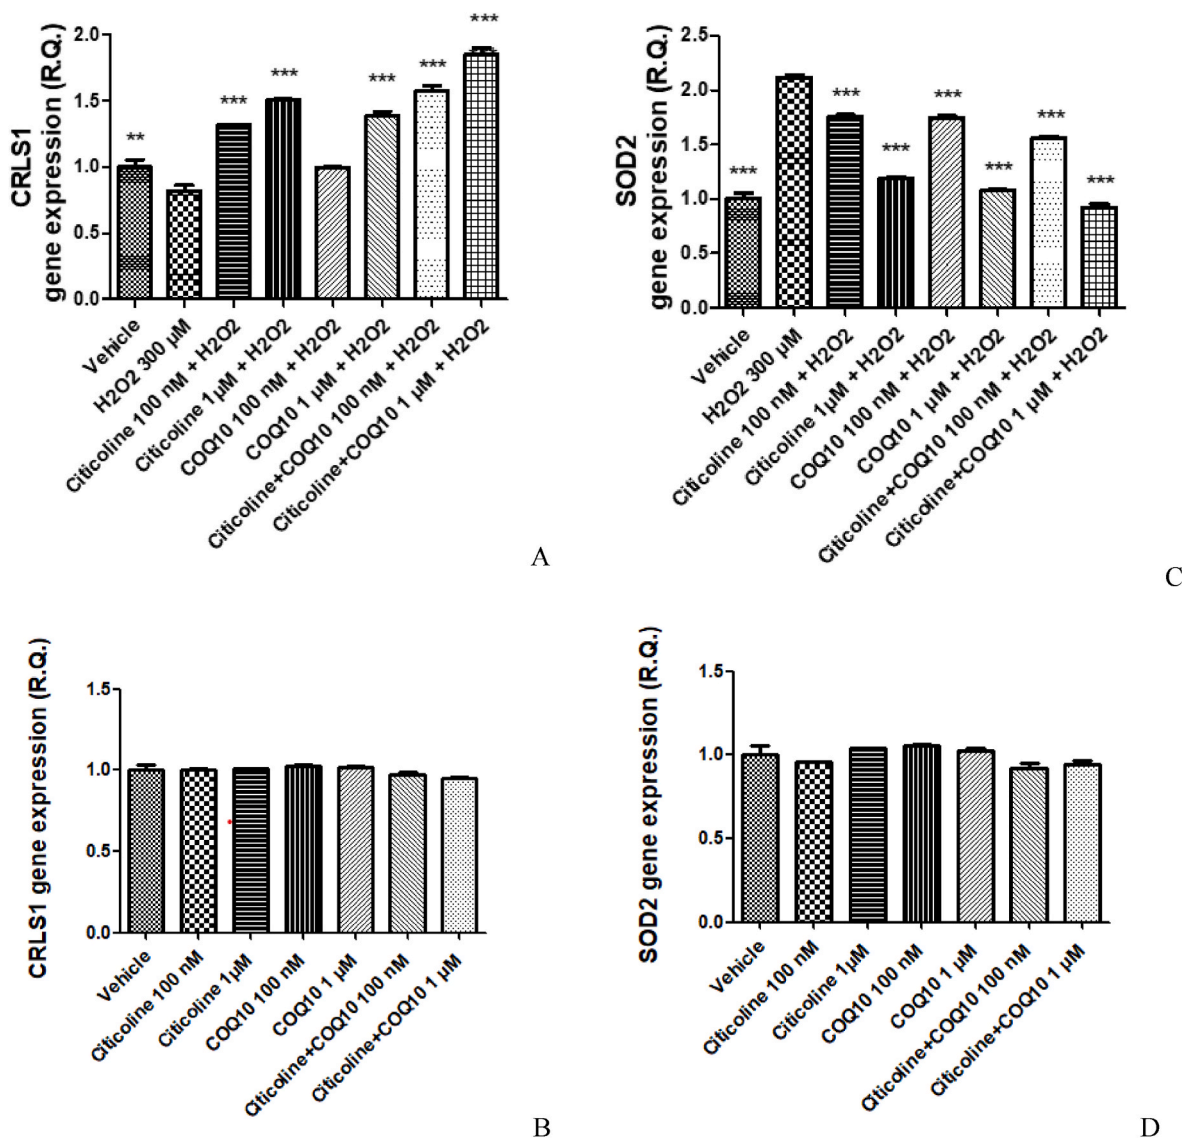 CRLS1
gene expression (R.Q.)
2.0
1.5
1.0
0.5
0.0
**
***
***
***
***
***
Vehicle
H2O2 300 µM
Citicoline 100 nM + H2O2
Citicoline 1µM + H2O2
COQ10 100 nM + H2O2
COQ10 1 µM + H2O2
Citicoline+COQ10 100 nM + H2O2
Citicoline+COQ10 1 µM + H2O2
A
SOD2
gene expression (R.Q.)
2.5
2.0
1.5
1.0
0.5
0.0
***
***
***
***
***
***
***
Vehicle
H2O2 300 µM
Citicoline 100 nM + H2O2
Citicoline 1µM + H2O2
COQ10 100 nM + H2O2
COQ10 1 µM + H2O2
Citicoline+COQ10 100 nM + H2O2
Citicoline+COQ10 1 µM + H2O2
C
CRLS1 gene expression (R.Q.)
1.5
1.0
0.5
0.0
Vehicle
Citicoline 100 nM
Citicoline 1µM
COQ10 100 nM
COQ10 1 µM
Citicoline+COQ10 100 nM
Citicoline+COQ10 1 µM
B
SOD2 gene expression (R.Q.)
1.5
1.0
0.5
0.0
Vehicle
Citicoline 100 nM
Citicoline 1µM
COQ10 100 nM
COQ10 1 µM
Citicoline+COQ10 100 nM
Citicoline+COQ10 1 µM
D